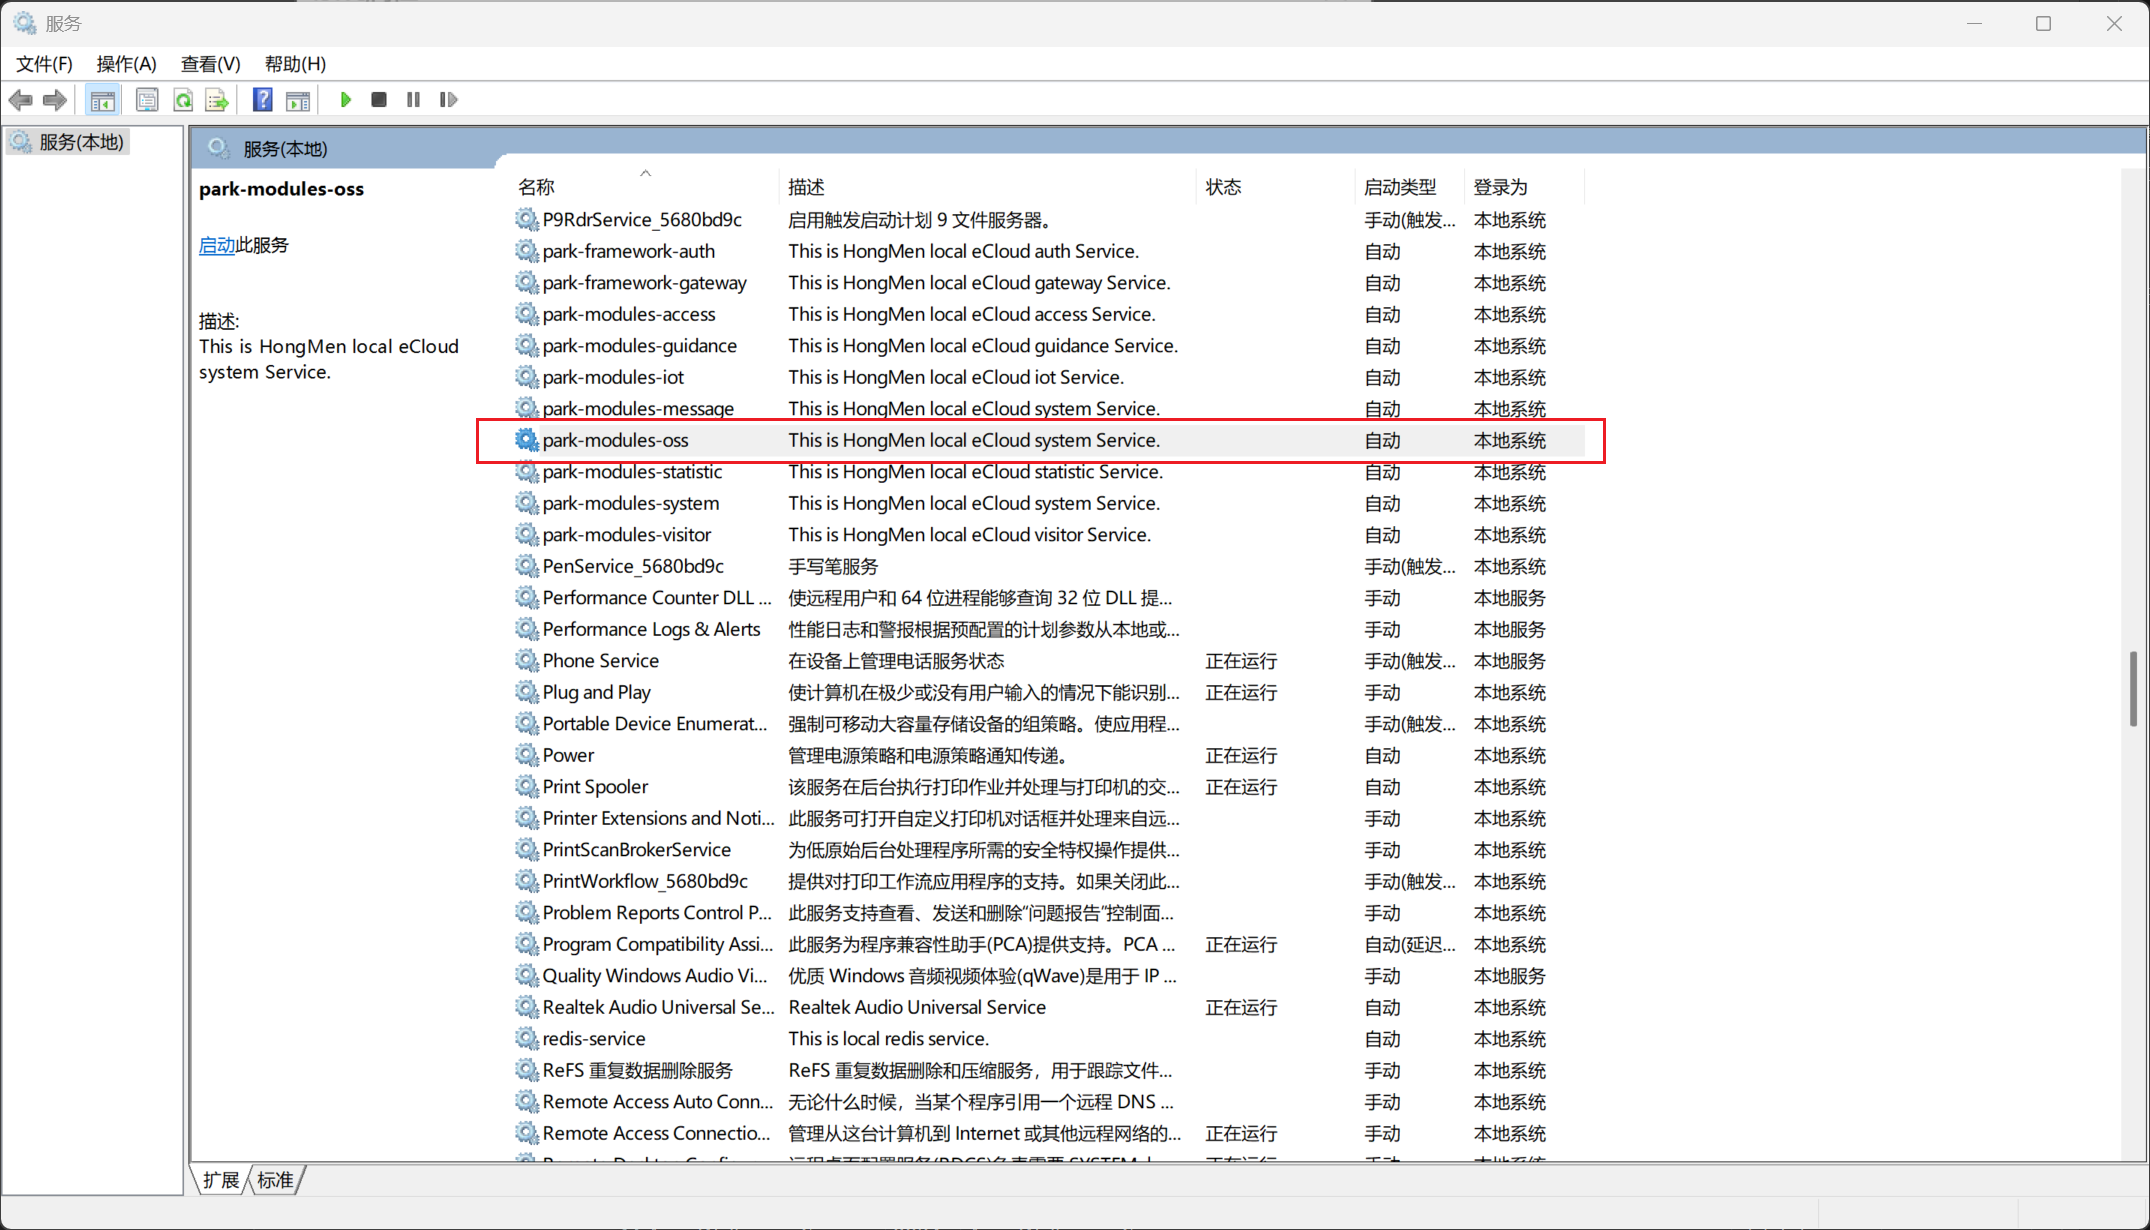 服务
文件(F) 操作(A) 查看(V) 帮助(H)
服务(本地)
服务(本地)
park-modules-oss
启动此服务
描述:
This is HongMen local eCloud
system Service.
名称 描述 状态 启动类型 登录为
P9RdrService_5680bd9c 启用触发启动计划 9 文件服务器。 手动(触发... 本地系统
park-framework-auth This is HongMen local eCloud auth Service. 自动 本地系统
park-framework-gateway This is HongMen local eCloud gateway Service. 自动 本地系统
park-modules-access This is HongMen local eCloud access Service. 自动 本地系统
park-modules-guidance This is HongMen local eCloud guidance Service. 自动 本地系统
park-modules-iot This is HongMen local eCloud iot Service. 自动 本地系统
park-modules-message This is HongMen local eCloud system Service. 自动 本地系统
park-modules-oss This is HongMen local eCloud system Service. 自动 本地系统
park-modules-statistic This is HongMen local eCloud statistic Service. 自动 本地系统
park-modules-system This is HongMen local eCloud system Service. 自动 本地系统
park-modules-visitor This is HongMen local eCloud visitor Service. 自动 本地系统
PenService_5680bd9c 手写笔服务 手动(触发... 本地系统
Performance Counter DLL ... 使远程用户和 64 位进程能够查询 32 位 DLL 提... 手动 本地服务
Performance Logs & Alerts 性能日志和警报根据预配置的计划参数从本地或... 手动 本地服务
Phone Service 在设备上管理电话服务状态 正在运行 手动(触发... 本地服务
Plug and Play 使计算机在极少或没有用户输入的情况下能识别... 正在运行 手动 本地系统
Portable Device Enumerat... 强制可移动大容量存储设备的组策略。使应用程... 手动(触发... 本地系统
Power 管理电源策略和电源策略通知传递。 正在运行 自动 本地系统
Print Spooler 该服务在后台执行打印作业并处理与打印机的交... 正在运行 自动 本地系统
Printer Extensions and Noti... 此服务可打开自定义打印机对话框并处理来自远... 手动 本地系统
PrintScanBrokerService 为低原始后台处理程序所需的安全特权操作提供... 手动 本地系统
PrintWorkflow_5680bd9c 提供对打印工作流应用程序的支持。如果关闭此... 手动(触发... 本地系统
Problem Reports Control P... 此服务支持查看、发送和删除“问题报告”控制面... 手动 本地系统
Program Compatibility Assi... 此服务为程序兼容性助手(PCA)提供支持。PCA ... 正在运行 自动(延迟... 本地系统
Quality Windows Audio Vi... 优质 Windows 音频视频体验(qWave)是用于 IP ... 手动 本地服务
Realtek Audio Universal Se... Realtek Audio Universal Service 正在运行 自动 本地系统
redis-service This is local redis service. 自动 本地系统
ReFS 重复数据删除服务 ReFS 重复数据删除和压缩服务，用于跟踪文件... 手动 本地系统
Remote Access Auto Conn... 无论什么时候，当某个程序引用一个远程 DNS ... 手动 本地系统
Remote Access Connectio... 管理从这台计算机到 Internet 或其他远程网络的... 正在运行 手动 本地系统
扩展 标准